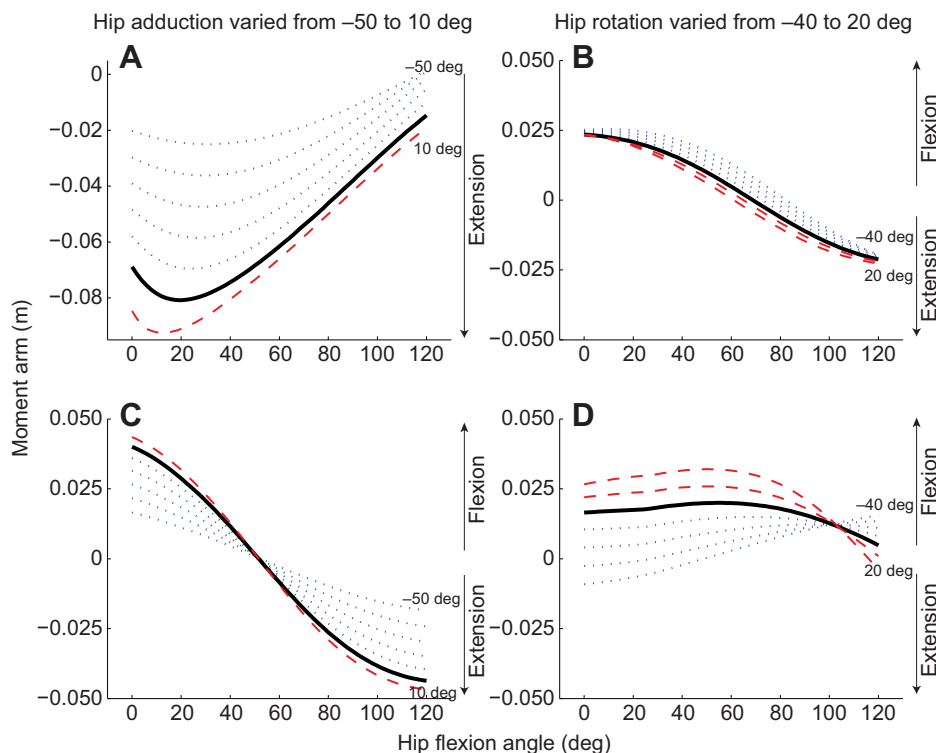 Hip adduction varied from –50 to 10 deg
Hip rotation varied from –40 to 20 deg
A
–50 deg
0
–0.02
–0.04
–0.06
–0.08
10 deg
Extension
0 20 40 60 80 100 120
B
0.050
0.025
0
–0.025
–0.050
–40 deg
20 deg
Flexion
Extension
0 20 40 60 80 100 120
Moment arm (m)
C
0.050
0.025
0
–0.025
–0.050
–50 deg
10 deg
Flexion
Extension
0 20 40 60 80 100 120
D
0.050
0.025
0
–0.025
–0.050
–40 deg
20 deg
Flexion
Extension
0 20 40 60 80 100 120
Hip flexion angle (deg)